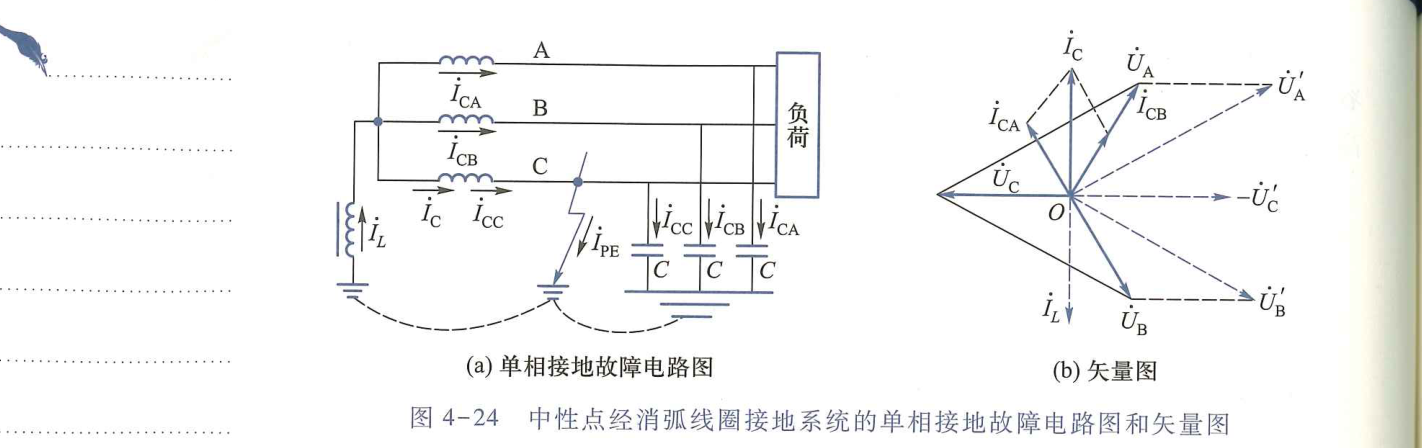 A
İCA
B
İCB
C
İC İCC
İL
İPE
İCC İCB İCA
C C C
负荷
(a) 单相接地故障电路图
İC
U̇A
U̇′A
İCA
İCB
U̇C
O
-U̇′C
İL
U̇B
U̇′B
(b) 矢量图
图 4-24 中性点经消弧线圈接地系统的单相接地故障电路图和矢量图